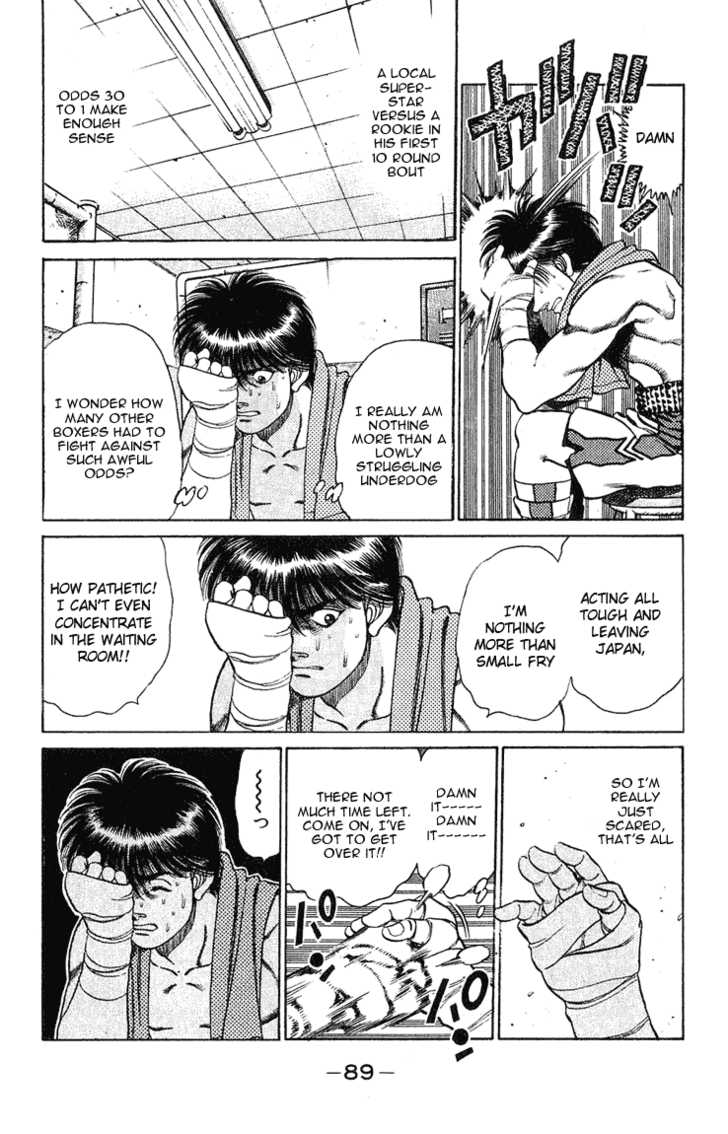 DAMN
A LOCAL
SUPER-
STAR
VERSUS A
ROOKIE IN
HIS FIRST
10 ROUND
BOUT
ODDS 30
TO 1 MAKE
ENOUGH
SENSE
I REALLY AM
NOTHING
MORE THAN A
LOWLY
STRUGGLING
UNDERDOG
I WONDER HOW
MANY OTHER
BOXERS HAD TO
FIGHT AGAINST
SUCH AWFUL
ODDS?
ACTING ALL
TOUGH AND
LEAVING
JAPAN,
I'M
NOTHING
MORE THAN
SMALL FRY
HOW PATHETIC!
I CAN'T EVEN
CONCENTRATE
IN THE WAITING
ROOM!!
SO I'M
REALLY
JUST
SCARED,
THAT'S ALL
DAMN
IT-----
DAMN
IT------
THERE NOT
MUCH TIME LEFT.
COME ON, I'VE
GOT TO GET
OVER IT!!
〜〜っ
—89—